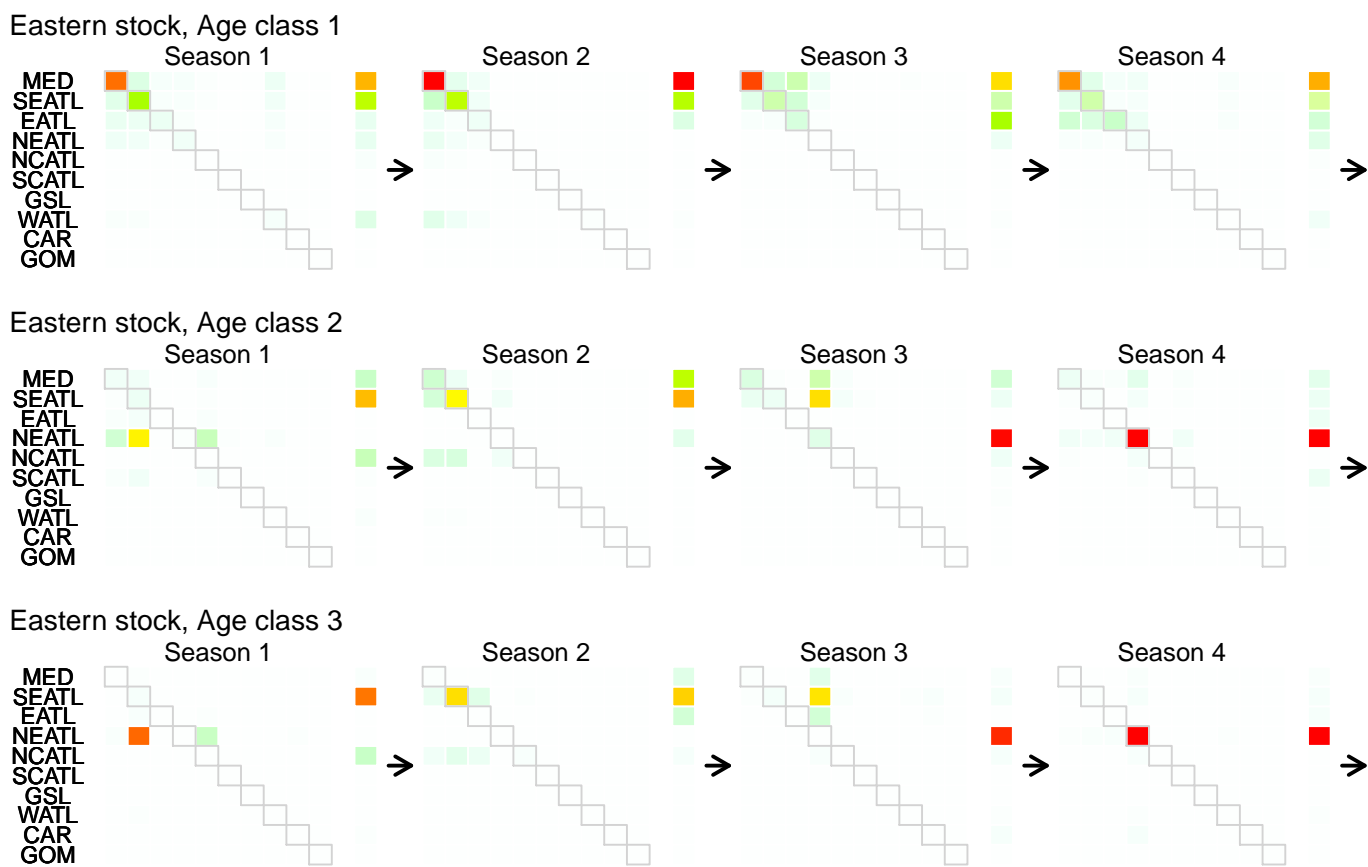 Eastern stock, Age class 1
Season 1 Season 2 Season 3 Season 4
MED
SEATL
EATL
NEATL
NCATL
SCATL
GSL
WATL
CAR
GOM
Eastern stock, Age class 2
Season 1 Season 2 Season 3 Season 4
MED
SEATL
EATL
NEATL
NCATL
SCATL
GSL
WATL
CAR
GOM
Eastern stock, Age class 3
Season 1 Season 2 Season 3 Season 4
MED
SEATL
EATL
NEATL
NCATL
SCATL
GSL
WATL
CAR
GOM